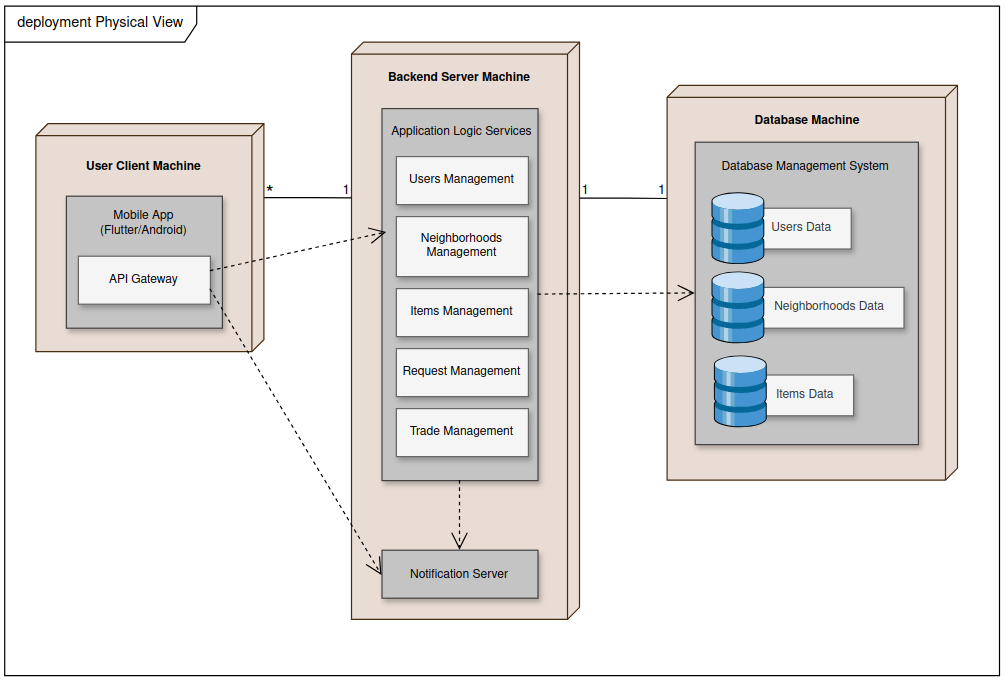 deployment Physical View
User Client Machine
Mobile App
(Flutter/Android)
API Gateway
*
1
Backend Server Machine
Application Logic Services
Users Management
Neighborhoods
Management
Items Management
Request Management
Trade Management
Notification Server
1
1
Database Machine
Database Management System
Users Data
Neighborhoods Data
Items Data